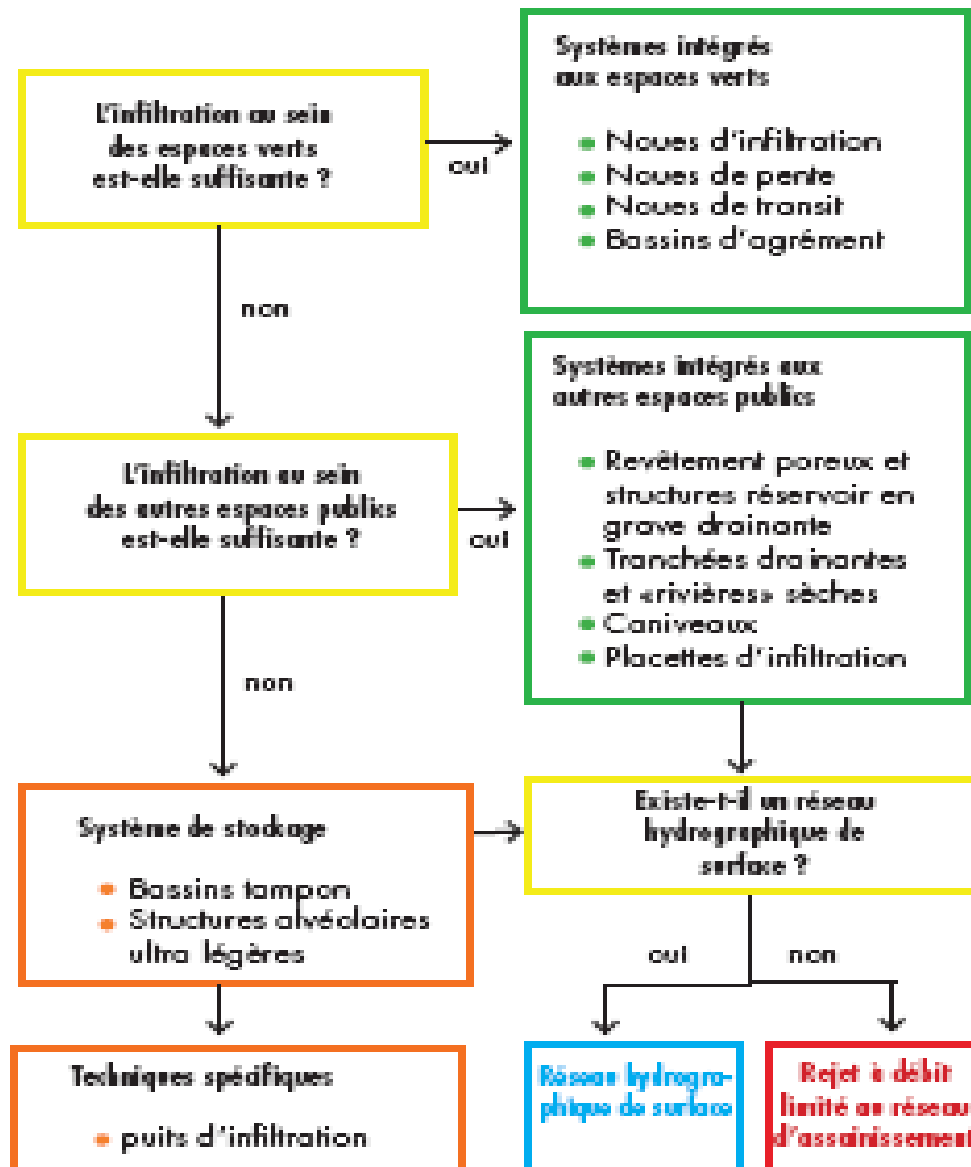 L'infiltration au sein
des espaces verts
est-elle suffisante ?
oui
Systèmes intégrés
aux espaces verts
Noues d'infiltration
Noues de pente
Noues de transit
Bassins d'agrément
non
L'infiltration au sein
des autres espaces publics
est-elle suffisante ?
oui
Systèmes intégrés aux
autres espaces publics
Revêtement poreux et
structures réservoir en
grave drainante
Tranchées drainantes
et «rivières» sèches
Caniveaux
Placettes d'infiltration
non
Système de stockage
Bassins tampon
Structures alvéolaires
ultra légères
Existe-t-il un réseau
hydrographique de
surface ?
oui
non
Techniques spécifiques
puits d'infiltration
Réseau hydrogra-
phique de surface
Rejet à débit
limité au réseau
d'assainissement